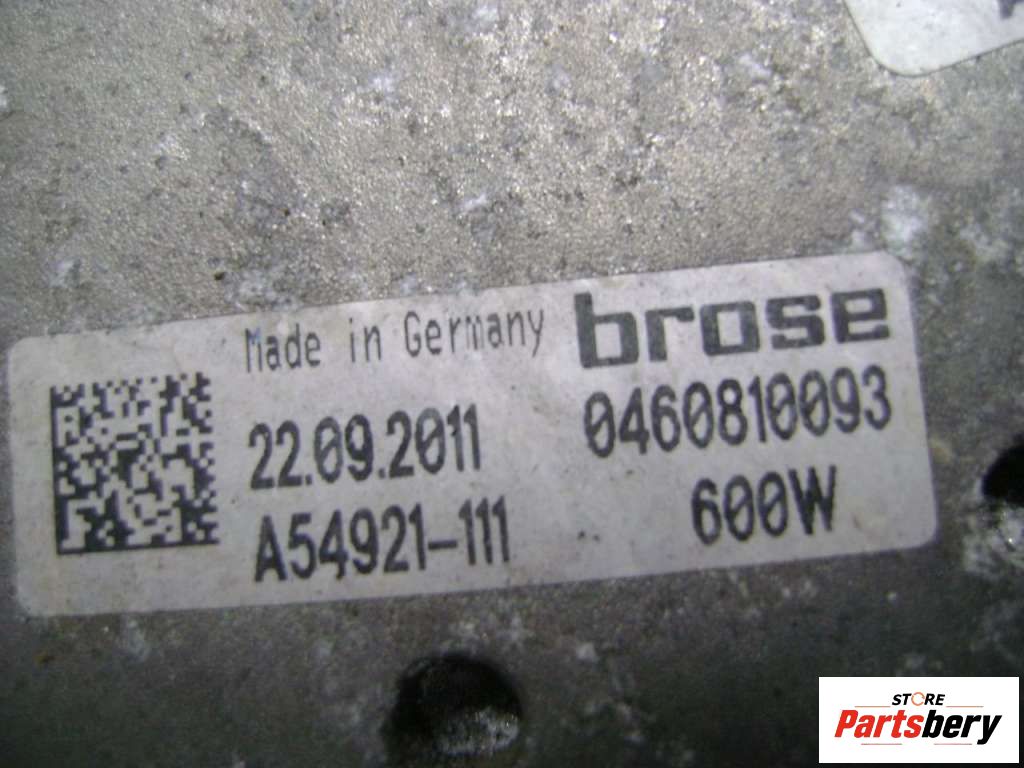 Made in Germany brose
22.09.2011 0460810093
A54921-111 600W
STORE
Partsbery